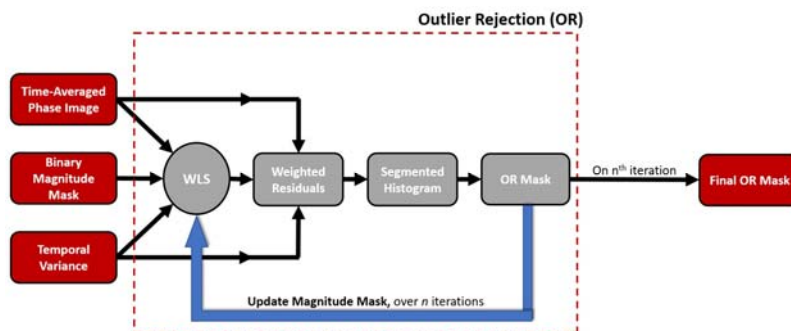 Outlier Rejection (OR)
Time-Averaged
Phase Image
Binary
Magnitude
Mask
Temporal
Variance
WLS
Weighted
Residuals
Segmented
Histogram
OR Mask
On nth iteration
Final OR Mask
Update Magnitude Mask, over n iterations